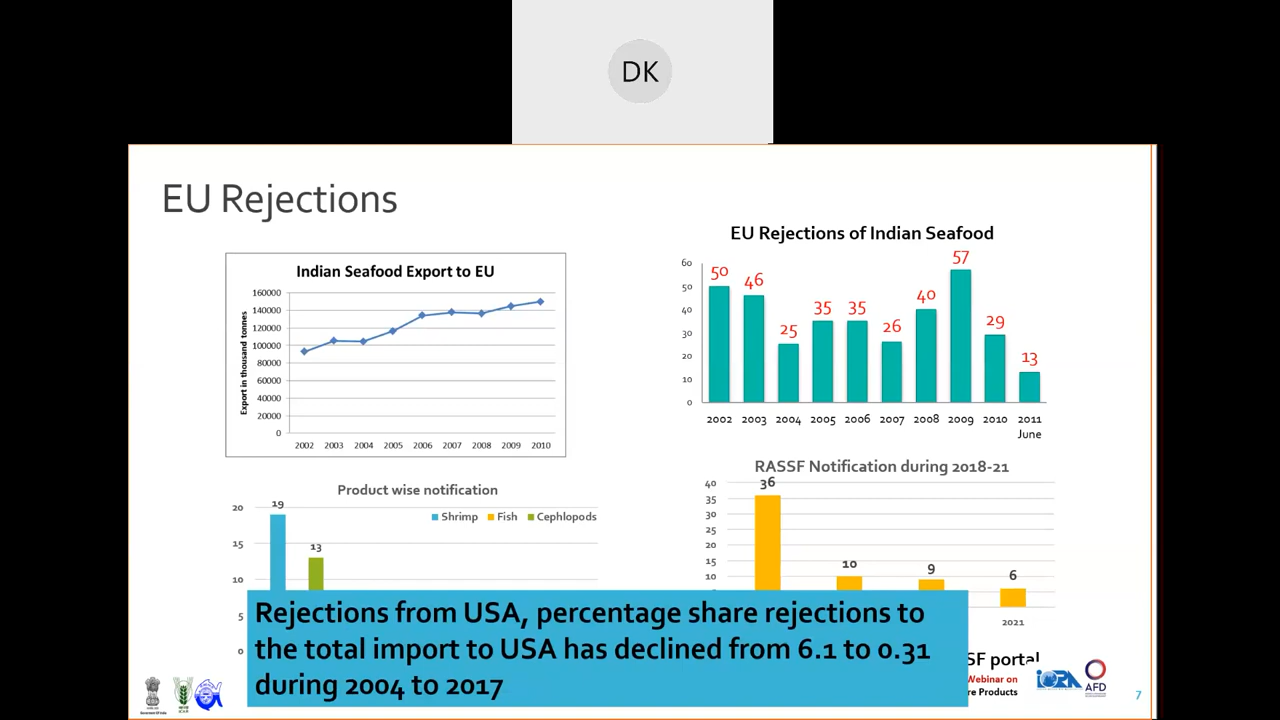 DK
EU Rejections
Indian Seafood Export to EU
Export in thousand tonnes
160000
140000
120000
100000
80000
60000
40000
20000
0
2002 2003 2004 2005 2006 2007 2008 2009 2010
EU Rejections of Indian Seafood
60
50
40
30
20
10
0
50 46 25 35 35 26 40 57 29 13
2002 2003 2004 2005 2006 2007 2008 2009 2010 2011
June
Product wise notification
Shrimp Fish Cephlopods
20
15
10
5
0
19
13
RASSF Notification during 2018-21
40
35
30
25
20
15
10
36
10
9
6
2021
Rejections from USA, percentage share rejections to
the total import to USA has declined from 6.1 to 0.31
during 2004 to 2017
SF portal
Webinar on
re Products
IORA
AFD
7